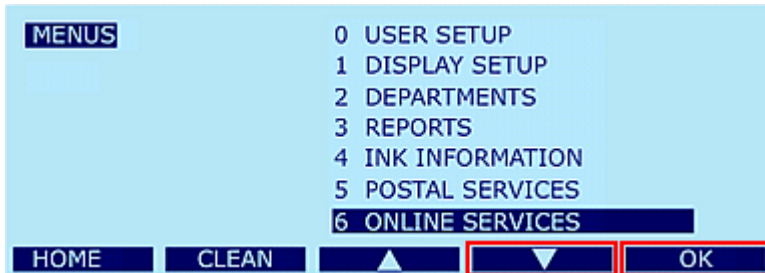 MENUS
0 USER SETUP
1 DISPLAY SETUP
2 DEPARTMENTS
3 REPORTS
4 INK INFORMATION
5 POSTAL SERVICES
6 ONLINE SERVICES
HOME CLEAN ▲ ▼ OK